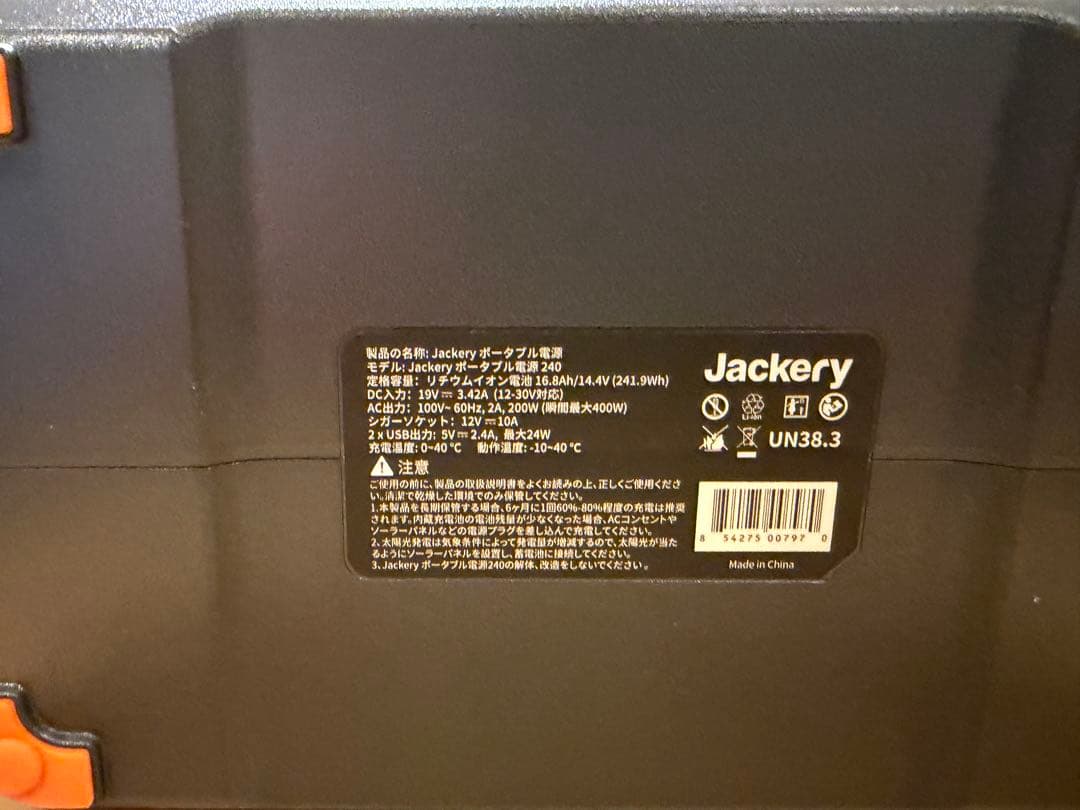 製品の名称: Jackery ポータブル電源
モデル: Jackery ポータブル電源 240
定格容量: リチウムイオン電池 16.8Ah/14.4V (241.9Wh)
DC入力: 19V⎓ 3.42A (12-30V対応)
AC出力: 100V~ 60Hz, 2A, 200W (瞬間最大400W)
シガーソケット: 12V⎓10A
2 x USB出力: 5V⎓2.4A, 最大24W
充電温度: 0~40 °C 動作温度: -10~40 °C
注意
ご使用の前に、製品の取扱説明書をよくお読みの上、正しくご使用くださ
い。清潔で乾燥した環境でのみ保管してください。
1.本製品を長期保管する場合、6ヶ月に1回60%-80%程度の充電は推奨
されます。内蔵充電池の電池残量が少なくなった場合、ACコンセントや
ソーラーパネルなどの電源プラグを差し込んで充電してください。
2、太陽光発電は気象条件によって発電量が増減するので、太陽光が当た
るようにソーラーパネルを設置し、蓄電池に接続してください。
3、Jackery ポータブル電源240の解体、改造をしないでください。
Jackery
Li-ion
UN38.3
8 54275 00797 0
Made in China